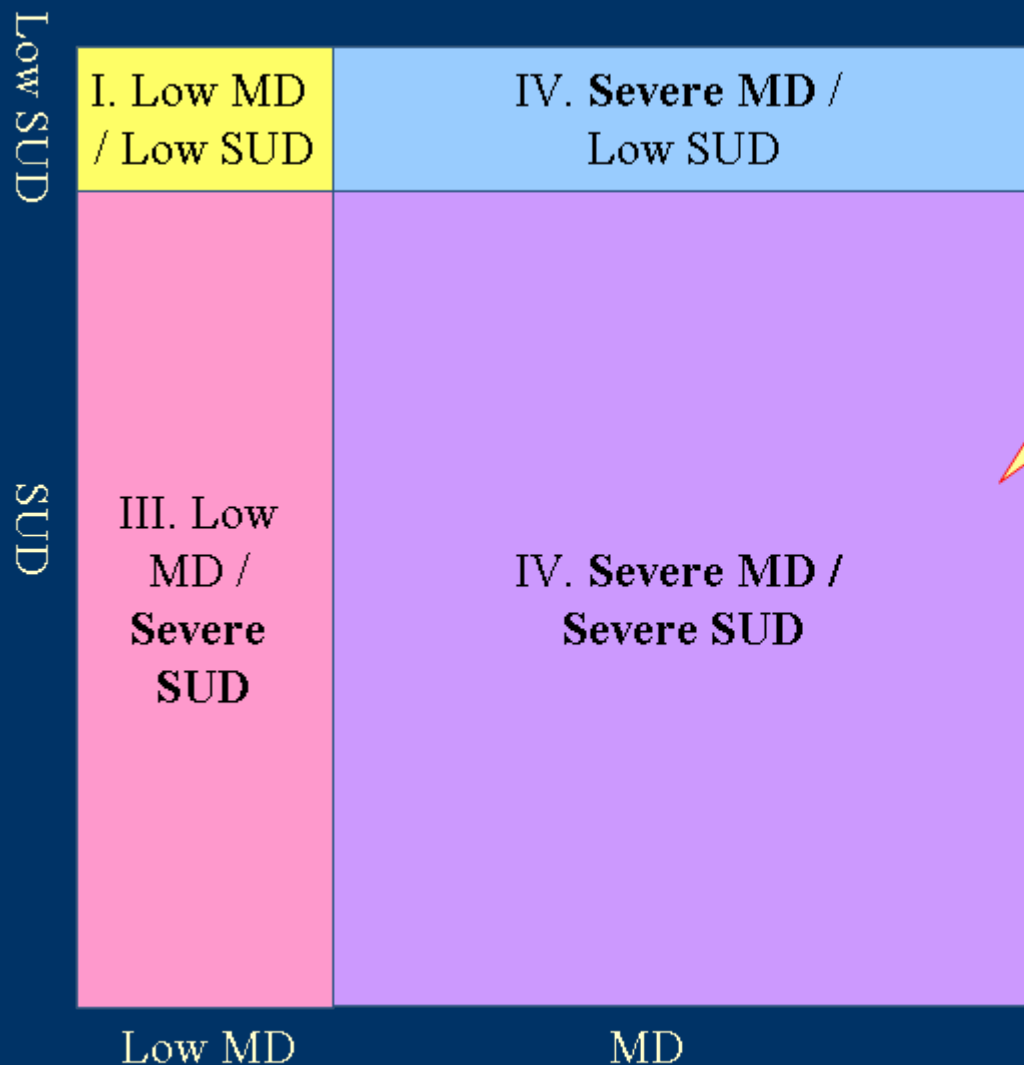 Low SUD
I. Low MD
/ Low SUD
IV. Severe MD /
Low SUD
SUD
III. Low
MD /
Severe
SUD
IV. Severe MD /
Severe SUD
Low MD
MD